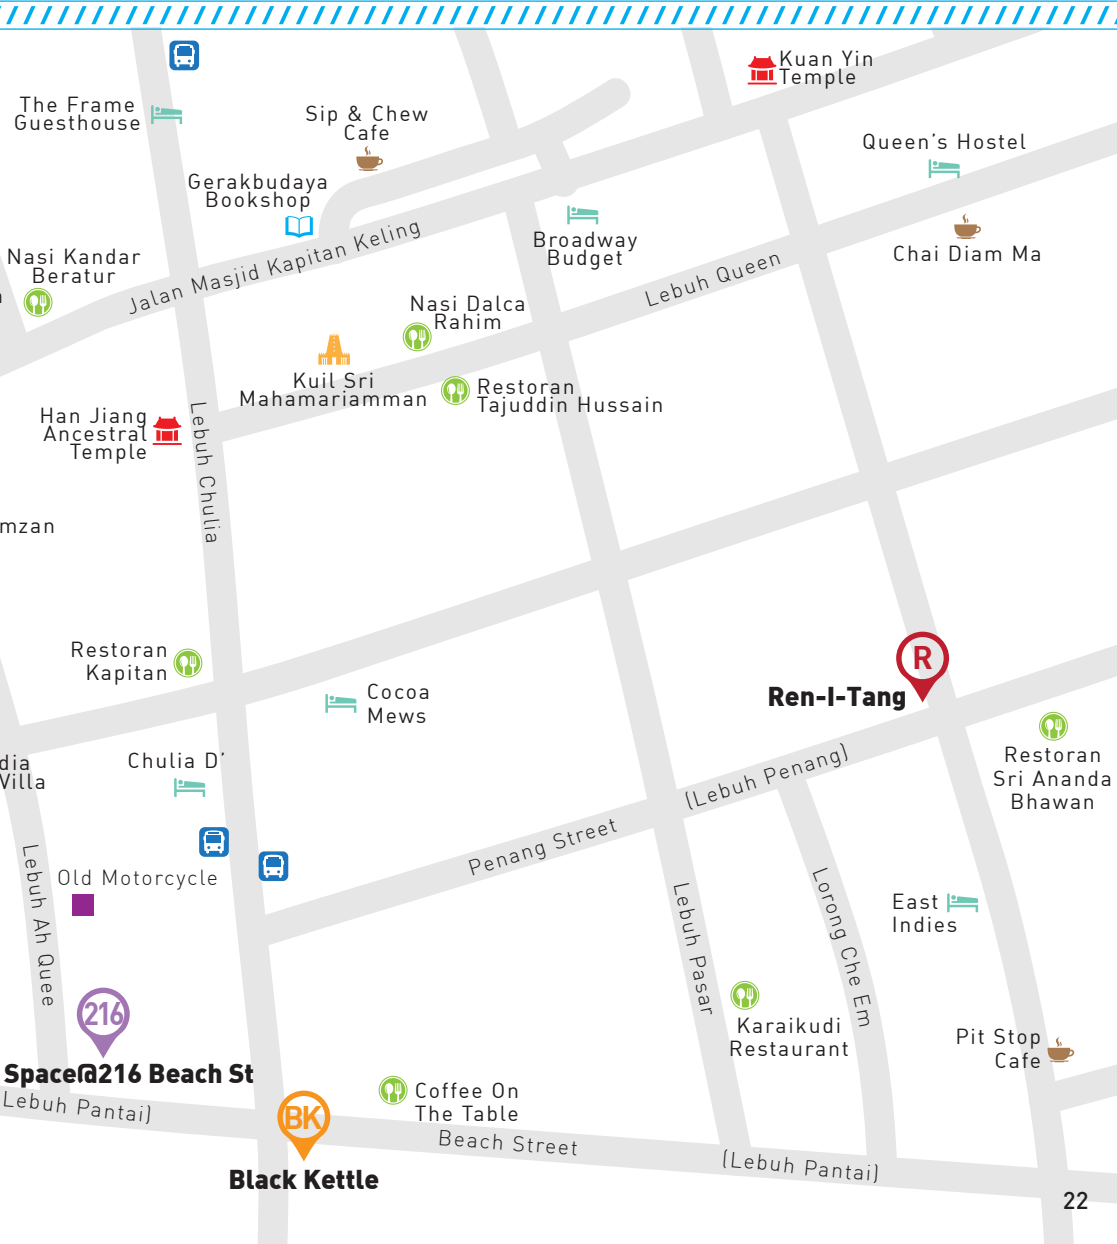 Kuan Yin
Temple
The Frame
Guesthouse
Sip & Chew
Cafe
Queen's Hostel
Gerakbudaya
Bookshop
Jalan Masjid Kapitan Keling
Broadway
Budget
Chai Diam Ma
Nasi Kandar
Beratur
Lebuh Queen
Nasi Dalca
Rahim
Kuil Sri
Mahamariamman
Restoran
Tajuddin Hussain
Han Jiang
Ancestral
Temple
Lebuh Chulia
mzan
Restoran
Kapitan
R
Ren-I-Tang
Cocoa
Mews
dia
Villa
Chulia D'
(Lebuh Penang)
Restoran
Sri Ananda
Bhawan
Penang Street
Old Motorcycle
Lebuh Ah Quee
Lebuh Pasar
Lorong Che Em
East
Indies
216
Space@216 Beach St
Karaikudi
Restaurant
Pit Stop
Cafe
Lebuh Pantai)
BK
Black Kettle
Coffee On
The Table
Beach Street
(Lebuh Pantai)
22